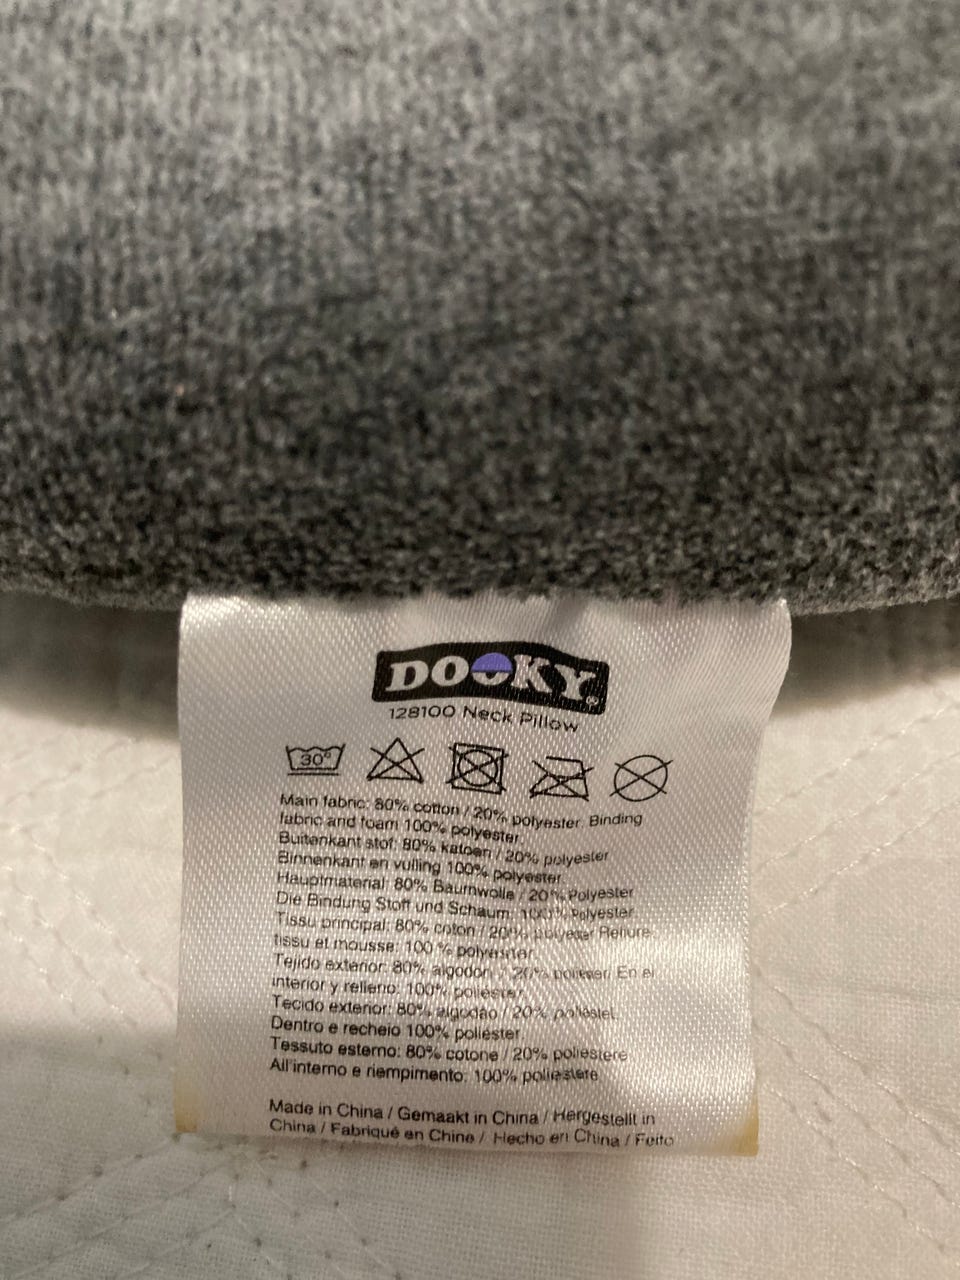 DOOKY®
128100 Neck Pillow
30°
Main fabric: 80% cotton / 20% polyester. Binding
fabric and foam 100% polyester.
Buitenkant stof: 80% katoen / 20% polyester
Binnenkant en vulling 100% polyester.
Hauptmaterial: 80% Baumwolle / 20% Polyester
Die Bindung Stoff und Schaum: 100% Polyester
Tissu principal: 80% coton / 20% polyester Reliure
tissu et mousse: 100 % polyester
Tejido exterior: 80% algodon / 20% poliéser. En el
interior y relleno: 100% poliéster.
Tecido exterior: 80% algodão / 20% poliéstel.
Dentro e recheio 100% poliéster
Tessuto esterno: 80% cotone / 20% poliestere
All'interno e riempimento: 100% poliestere
Made in China / Gemaakt in China / Hergestellt in
China / Fabriqué en Chine / Hecho en China / Feito